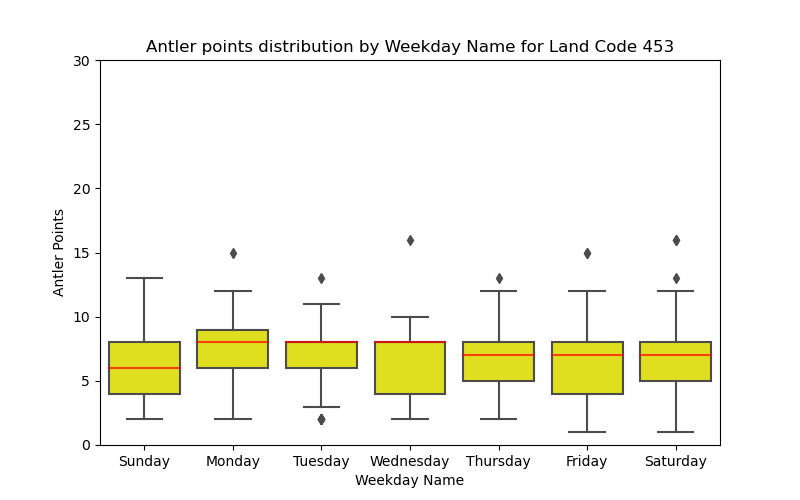 Antler points distribution by Weekday Name for Land Code 453
30
25
20
15
10
5
0
Antler Points
Sunday Monday Tuesday Wednesday Thursday Friday Saturday
Weekday Name